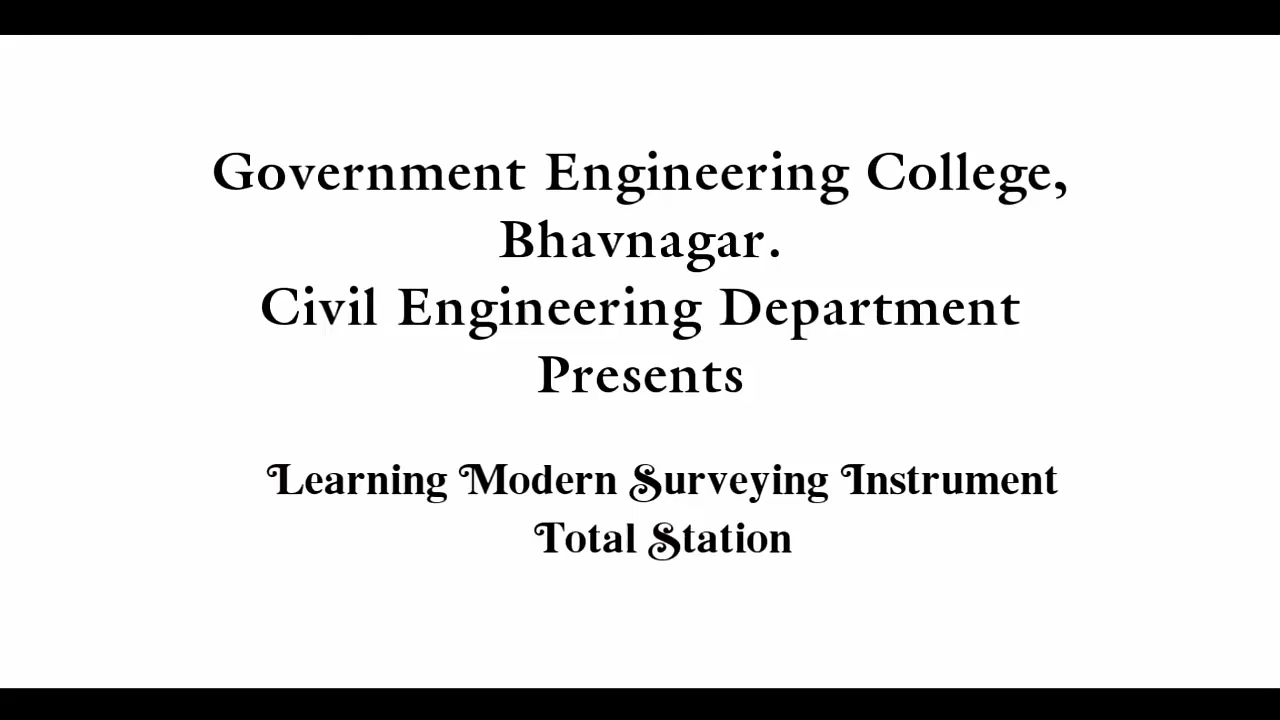 Government Engineering College,
Bhavnagar.
Civil Engineering Department
Presents
Learning Modern Surveying Instrument
Total Station